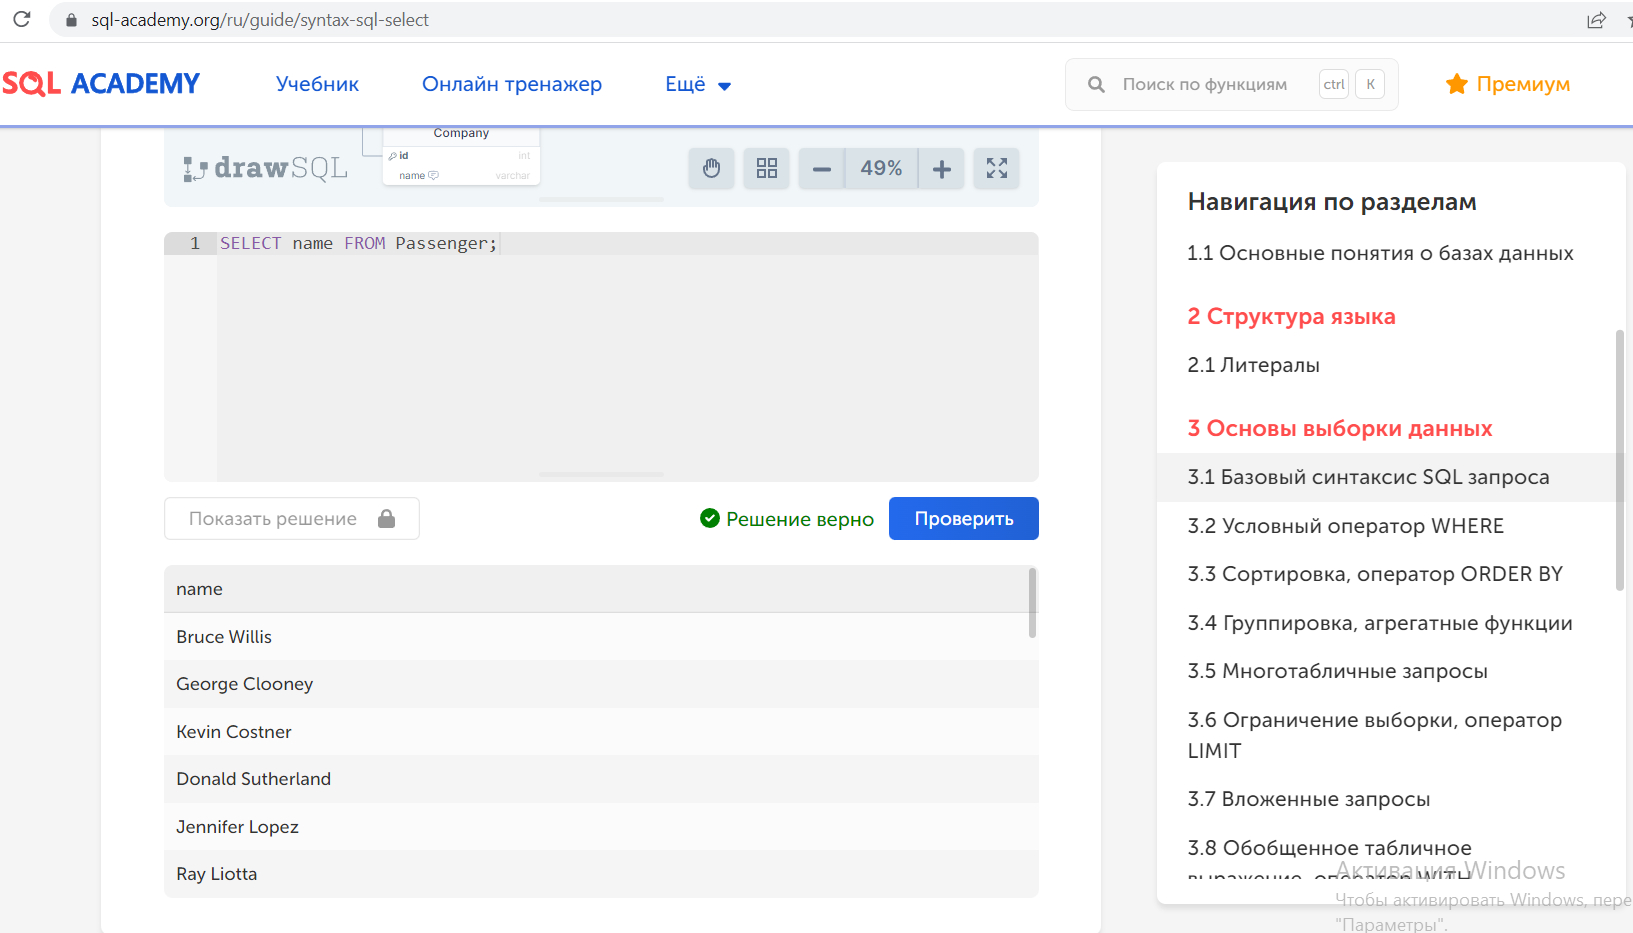 sql-academy.org/ru/guide/syntax-sql-select
SQL ACADEMY
Учебник
Онлайн тренажер
Ещё
Поиск по функциям
ctrl
K
Премиум
Company
id int
name varchar
drawSQL
49%
1 SELECT name FROM Passenger;
Показать решение
Решение верно
Проверить
name
Bruce Willis
George Clooney
Kevin Costner
Donald Sutherland
Jennifer Lopez
Ray Liotta
Навигация по разделам
1.1 Основные понятия о базах данных
2 Структура языка
2.1 Литералы
3 Основы выборки данных
3.1 Базовый синтаксис SQL запроса
3.2 Условный оператор WHERE
3.3 Сортировка, оператор ORDER BY
3.4 Группировка, агрегатные функции
3.5 Многотабличные запросы
3.6 Ограничение выборки, оператор
LIMIT
3.7 Вложенные запросы
3.8 Обобщенное табличное
выражение, оператор WITH
Активация Windows
Чтобы активировать Windows, пере
"Параметры".